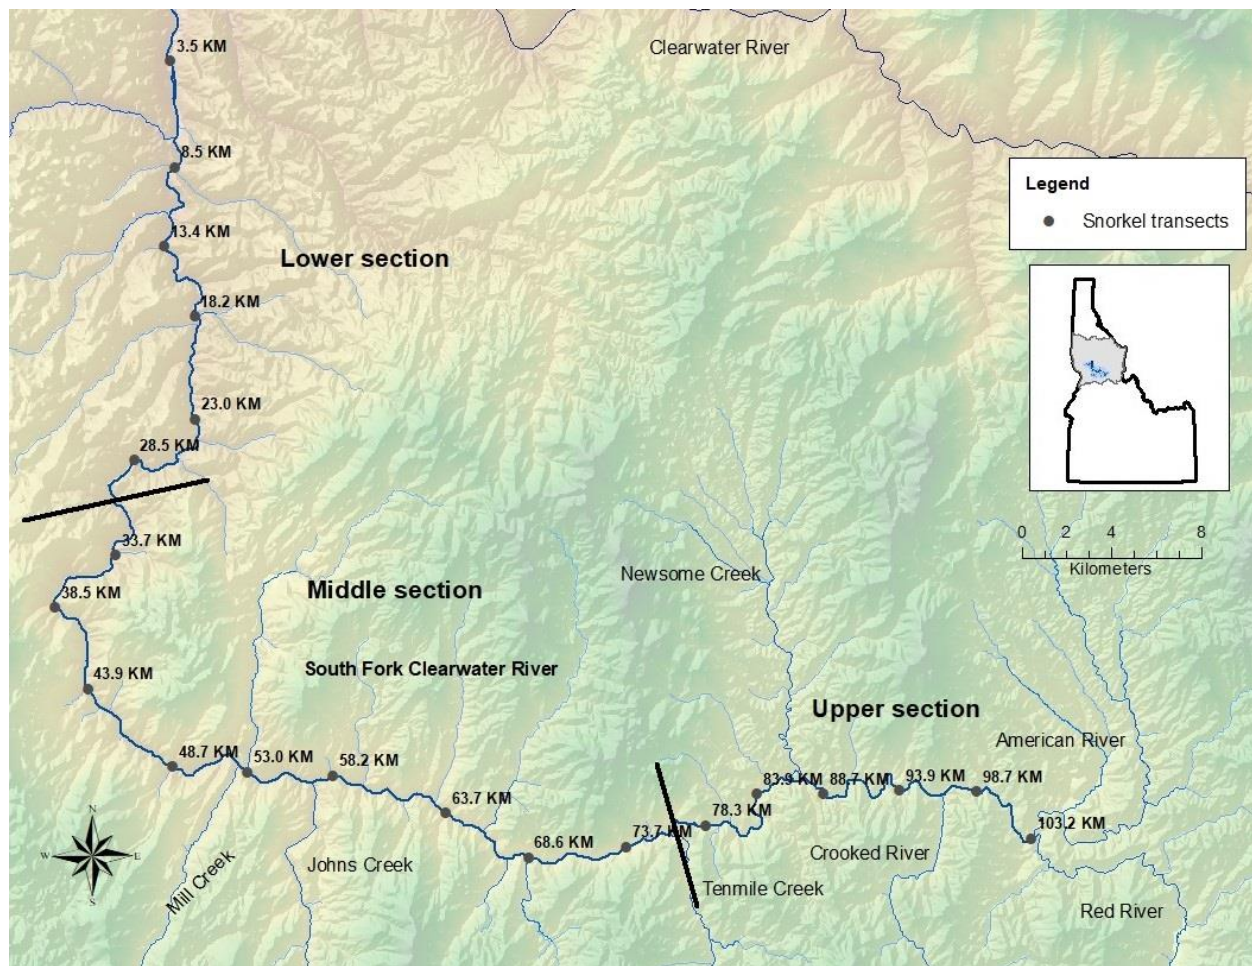 3.5 KM
Clearwater River
8.5 KM
Legend
Snorkel transects
13.4 KM
Lower section
18.2 KM
23.0 KM
28.5 KM
33.7 KM
0 2 4 8
Kilometers
Newsome Creek
38.5 KM
Middle section
South Fork Clearwater River
43.9 KM
Upper section
American River
48.7 KM
53.0 KM
58.2 KM
83.9 KM
88.7 KM
93.9 KM
98.7 KM
63.7 KM
78.3 KM
73.7 KM
103.2 KM
68.6 KM
N
W
E
S
Mill Creek
Johns Creek
Crooked River
Tenmile Creek
Red River